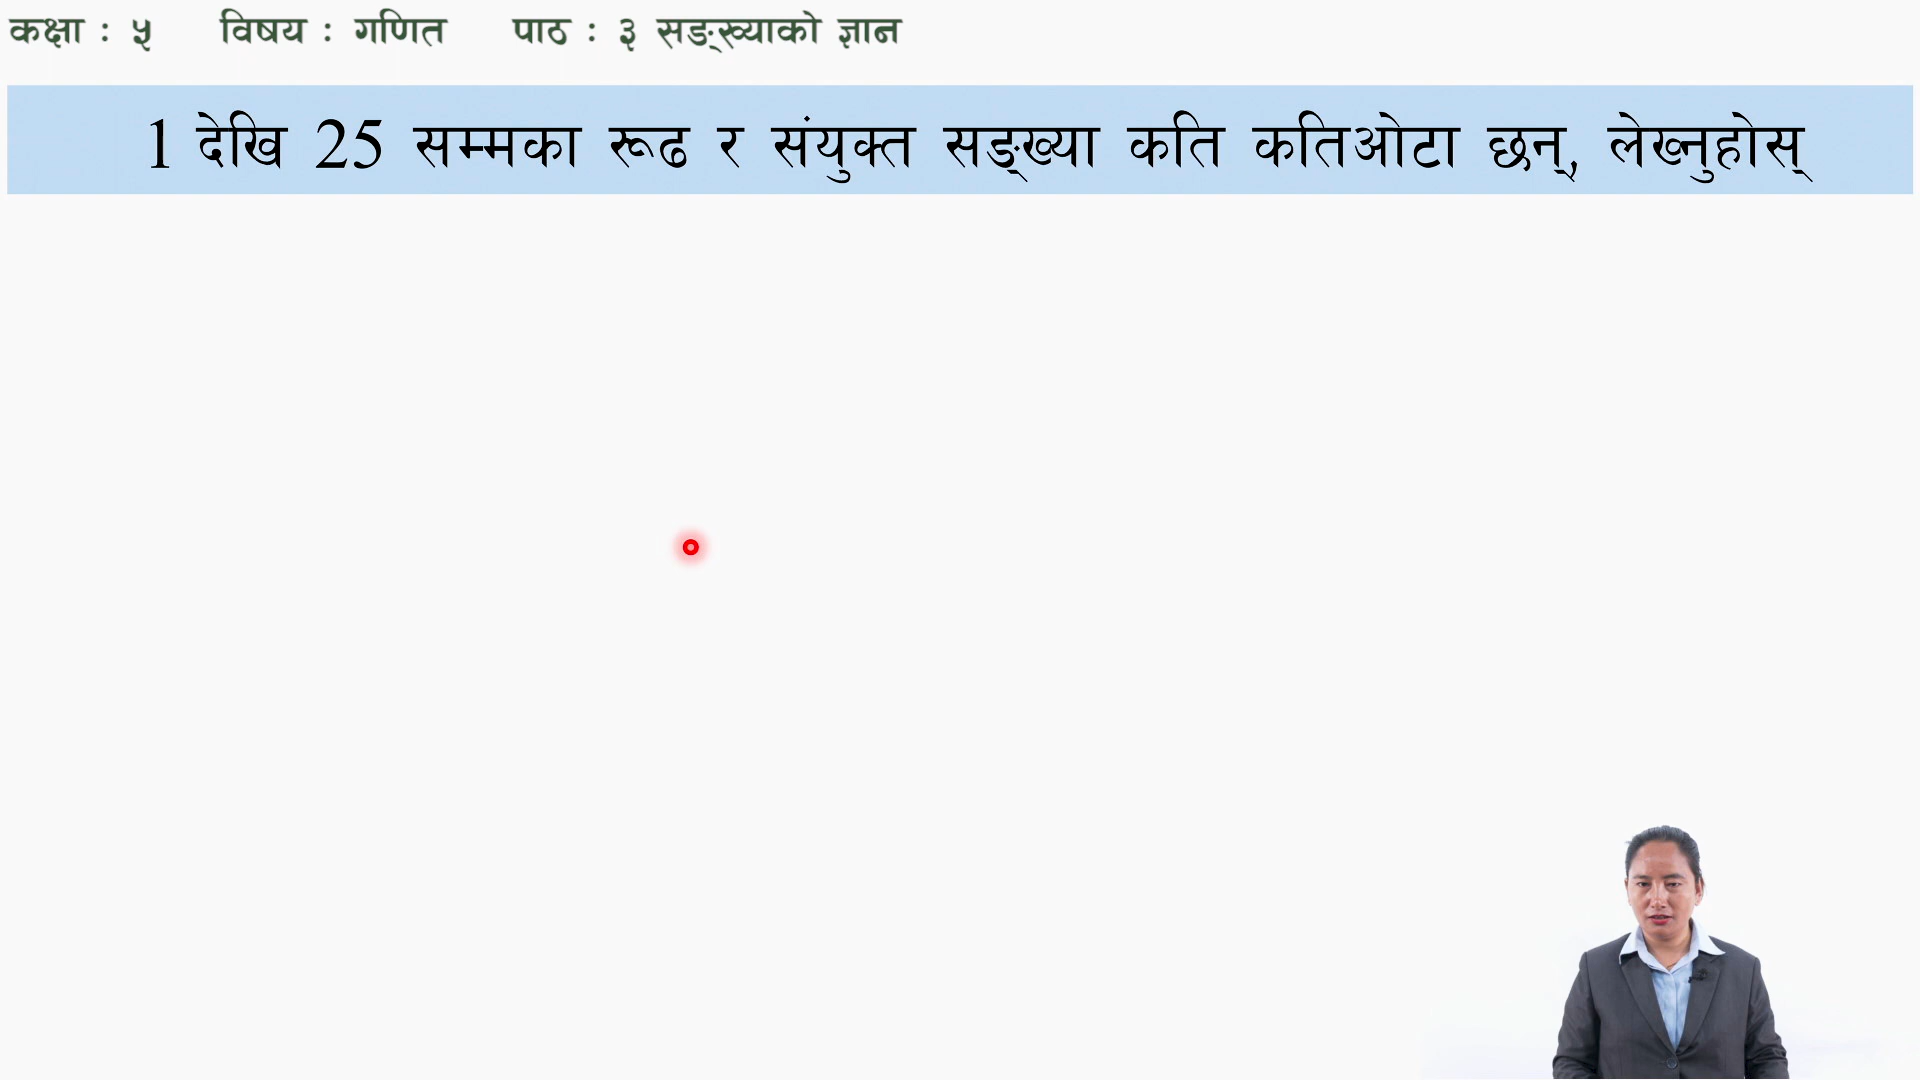 कक्षा : ५ विषय : गणित पाठ : ३ सङ्ख्याको ज्ञान
1 देखि 25 सम्मका रूढ र संयुक्त सङ्ख्या कति कतिओटा छन्, लेख्नुहोस्